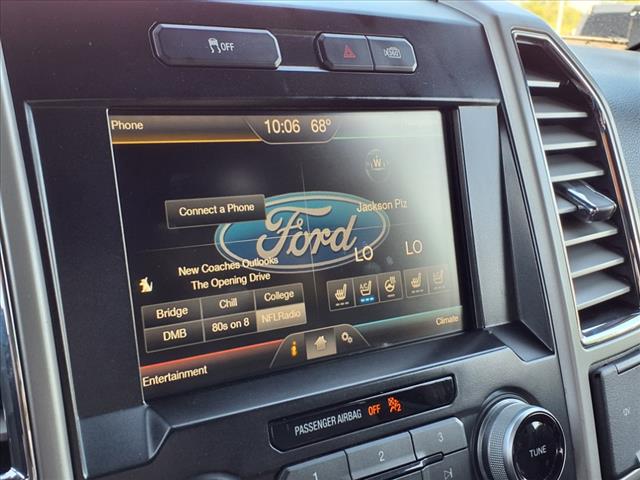 OFF
Phone
10:06 68°
W
Connect a Phone
Jackson Plz
Ford
New Coaches Outlooks
The Opening Drive
LO LO
Bridge Chill College
DMB 80s on 8 NFLRadio
Climate
Entertainment
PASSENGER AIRBAG OFF 2
1 2 3
TUNE